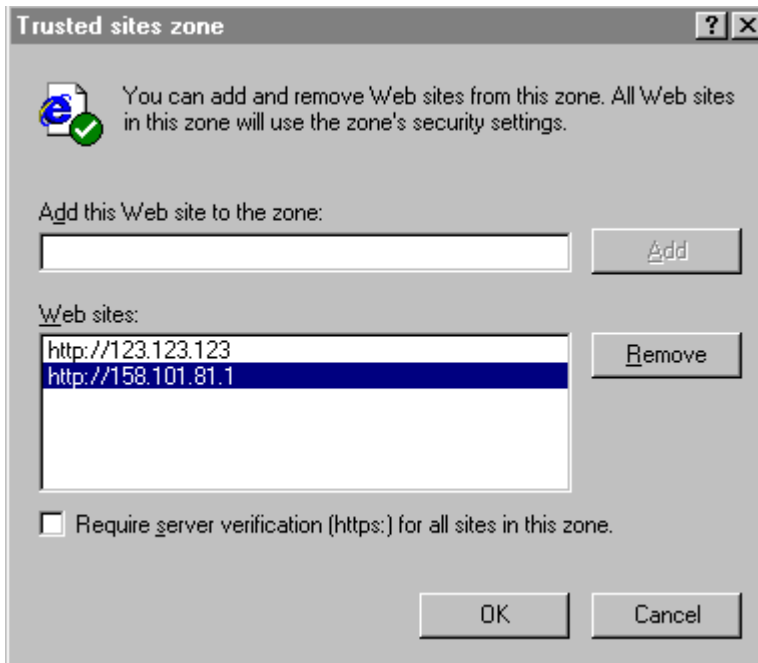 Trusted sites zone
You can add and remove Web sites from this zone. All Web sites
in this zone will use the zone's security settings.
Add this Web site to the zone:
Add
Web sites:
http://123.123.123
http://158.101.81.1
Remove
Require server verification (https:) for all sites in this zone.
OK
Cancel